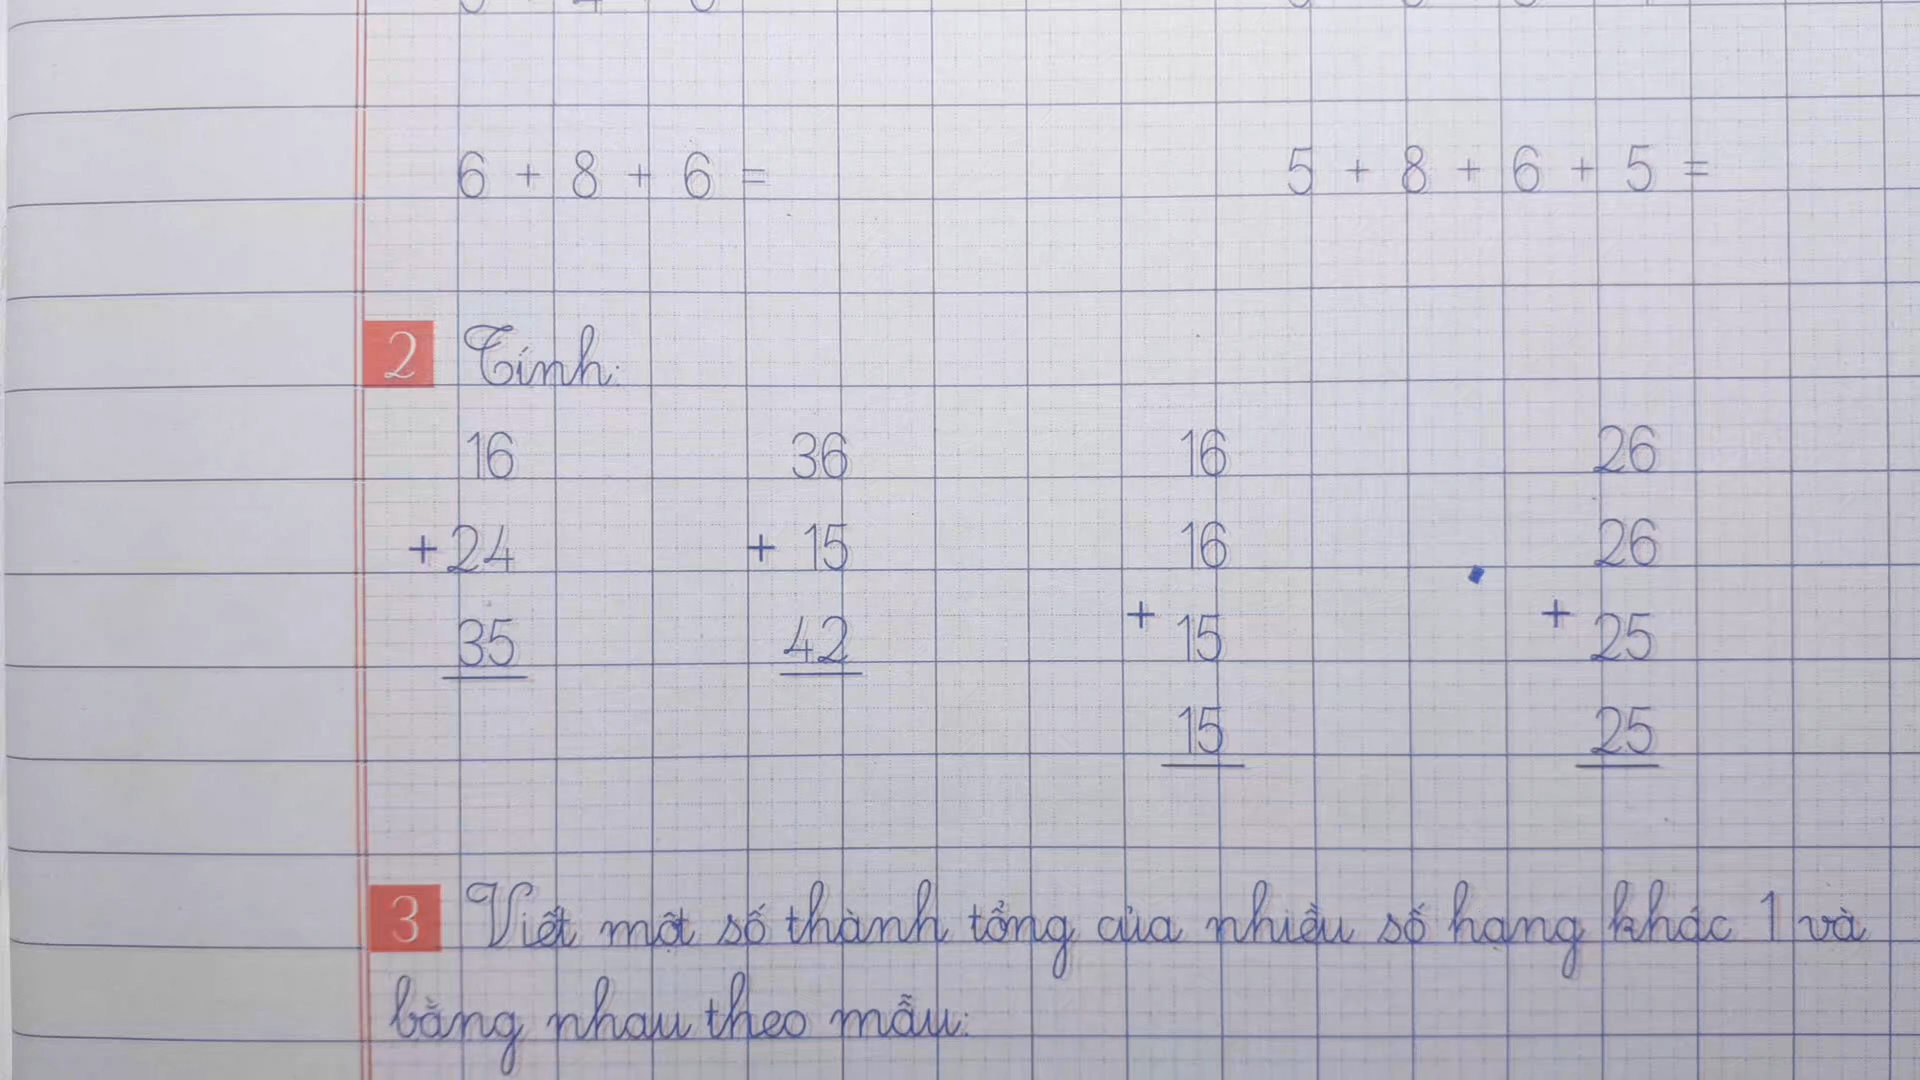 6 + 8 + 6 = 5 + 8 + 6 + 5 =
2 Tính:
16 36 16 26
+ 24 + 15 16 26
35 42 + 15 + 25
15 25
3 Viết một số thành tổng của nhiều số hạng khác 1 và
bằng nhau theo mẫu: